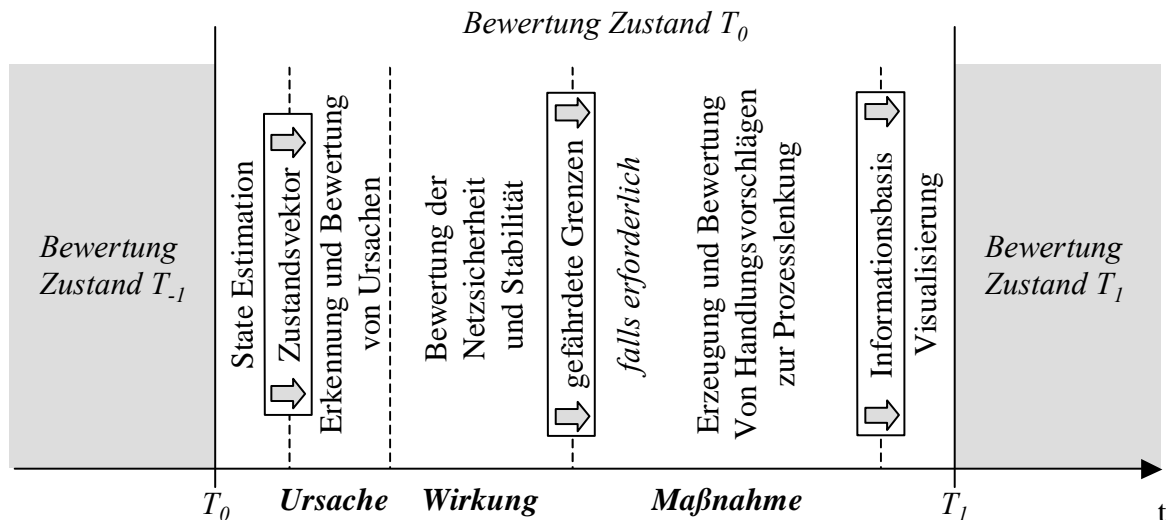 Bewertung Zustand T0
Bewertung
Zustand T-1
State Estimation
Zustandsvektor
Erkennung und Bewertung
von Ursachen
Bewertung der
Netzsicherheit
und Stabilität
gefährdete Grenzen
falls erforderlich
Erzeugung und Bewertung
Von Handlungsvorschlägen
zur Prozesslenkung
Informationsbasis
Visualisierung
Bewertung
Zustand T1
T0 Ursache Wirkung Maßnahme T1 t